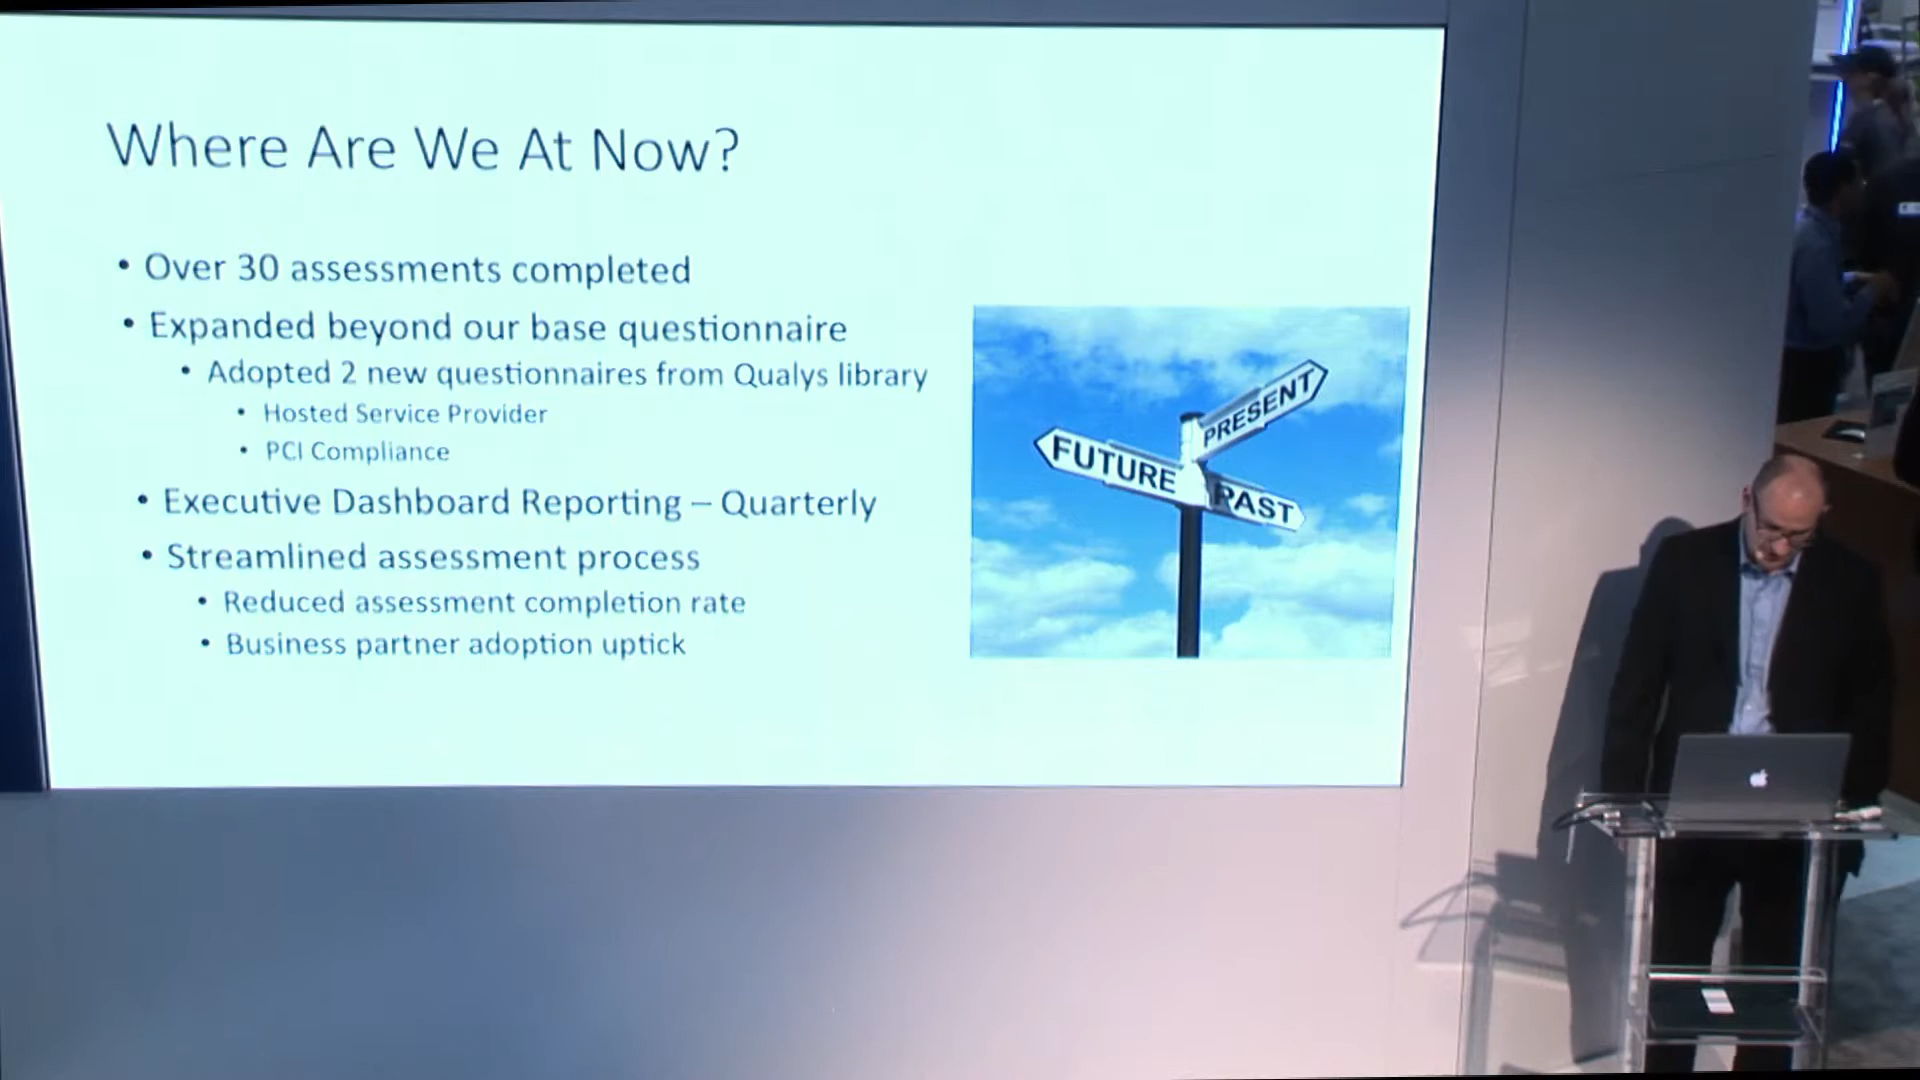 Where Are We At Now?
• Over 30 assessments completed
• Expanded beyond our base questionnaire
• Adopted 2 new questionnaires from Qualys library
• Hosted Service Provider
• PCI Compliance
• Executive Dashboard Reporting – Quarterly
• Streamlined assessment process
• Reduced assessment completion rate
• Business partner adoption uptick
PRESENT
FUTURE
PAST